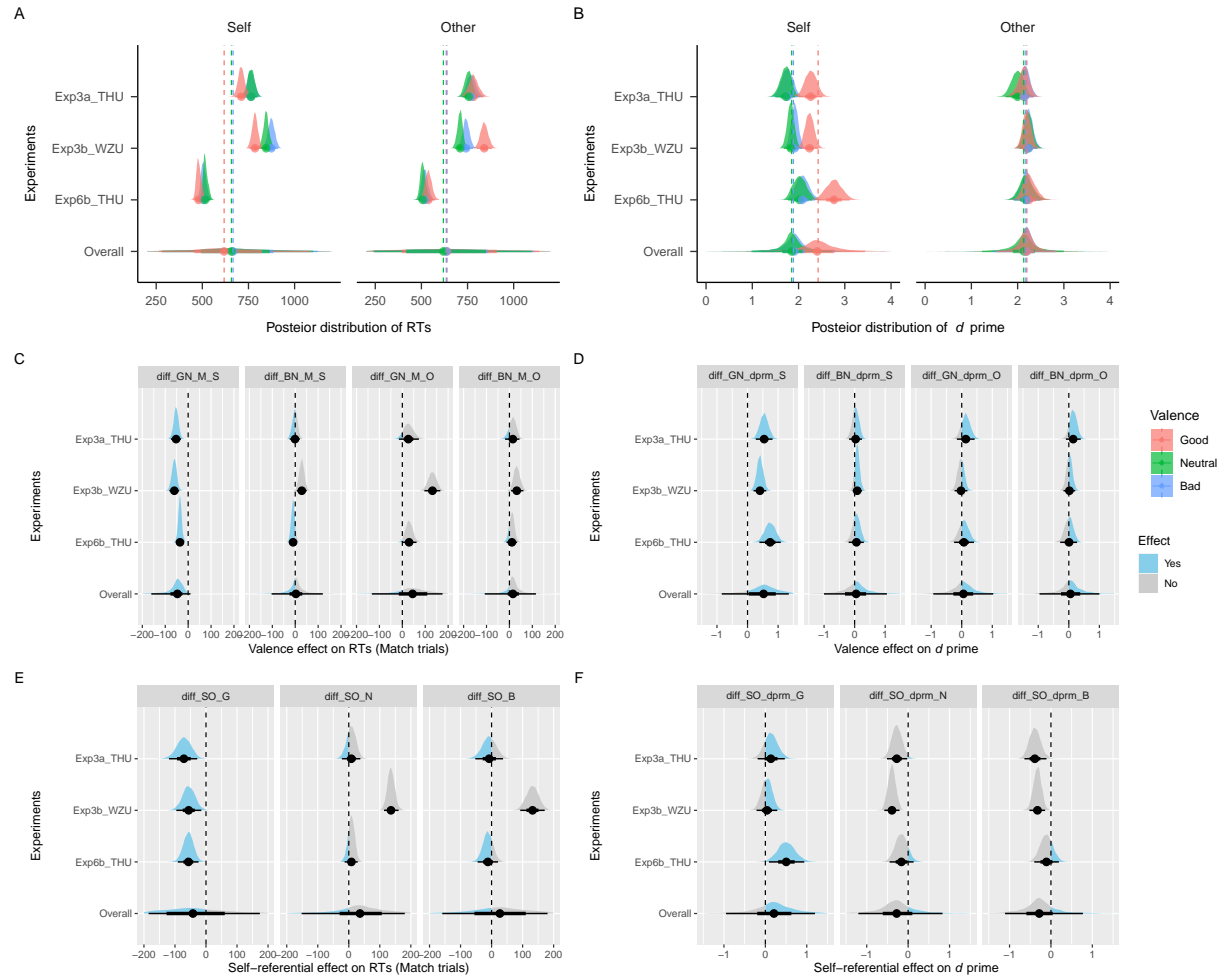 A
Self
Other
Experiments
Exp3a_THU
Exp3b_WZU
Exp6b_THU
Overall
250 500 750 1000
250 500 750 1000
Posteior distribution of RTs
B
Self
Other
Experiments
Exp3a_THU
Exp3b_WZU
Exp6b_THU
Overall
0 1 2 3 4
0 1 2 3 4
Posterior distribution of d prime
C
diff_GN_M_S diff_BN_M_S diff_GN_M_O diff_BN_M_O
Experiments
Exp3a_THU
Exp3b_WZU
Exp6b_THU
Overall
−200 −100 0 100 200
−200 −100 0 100 200
−200 −100 0 100 200
−200 −100 0 100 200
Valence effect on RTs (Match trials)
D
diff_GN_dprm_S diff_BN_dprm_S diff_GN_dprm_O diff_BN_dprm_O
Experiments
Exp3a_THU
Exp3b_WZU
Exp6b_THU
Overall
−1 0 1
−1 0 1
−1 0 1
−1 0 1
Valence effect on d prime
Valence
Good
Neutral
Bad
Effect
Yes
No
E
diff_SO_G diff_SO_N diff_SO_B
Experiments
Exp3a_THU
Exp3b_WZU
Exp6b_THU
Overall
−200 −100 0 100 200
−200 −100 0 100 200
−200 −100 0 100 200
Self−referential effect on RTs (Match trials)
F
diff_SO_dprm_G diff_SO_dprm_N diff_SO_dprm_B
Experiments
Exp3a_THU
Exp3b_WZU
Exp6b_THU
Overall
−1 0 1
−1 0 1
−1 0 1
Self−referential effect on d prime